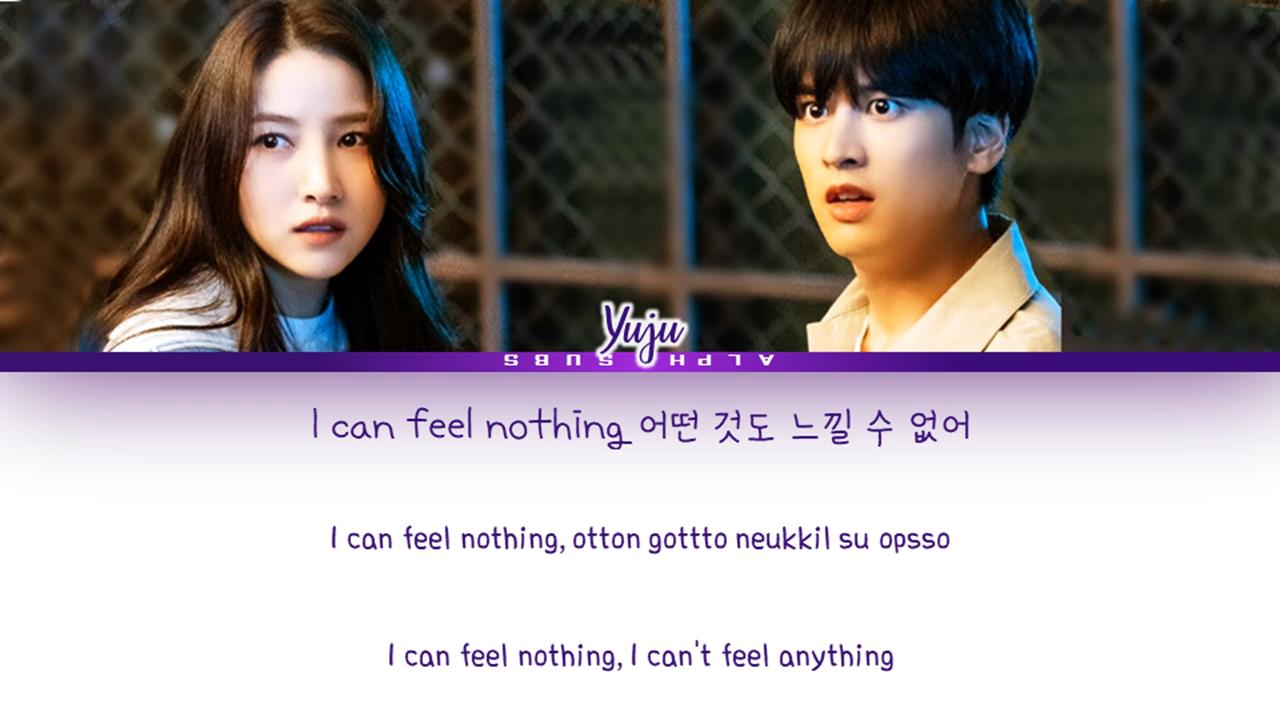 Yuju
ALPH SUBS
I can feel nothing 어떤 것도 느낄 수 없어
I can feel nothing, otton gottto neukkil su opsso
I can feel nothing, I can't feel anything